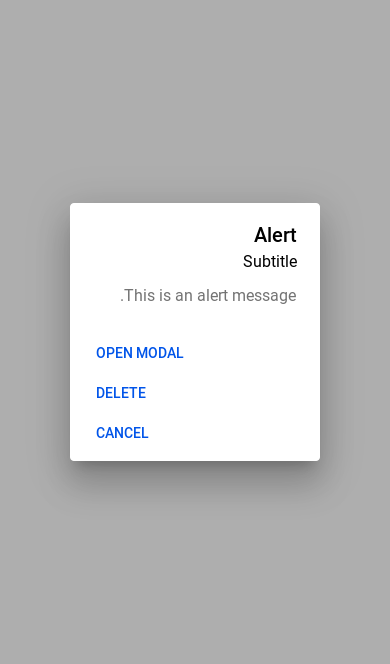 Alert
Subtitle
.This is an alert message
OPEN MODAL
DELETE
CANCEL